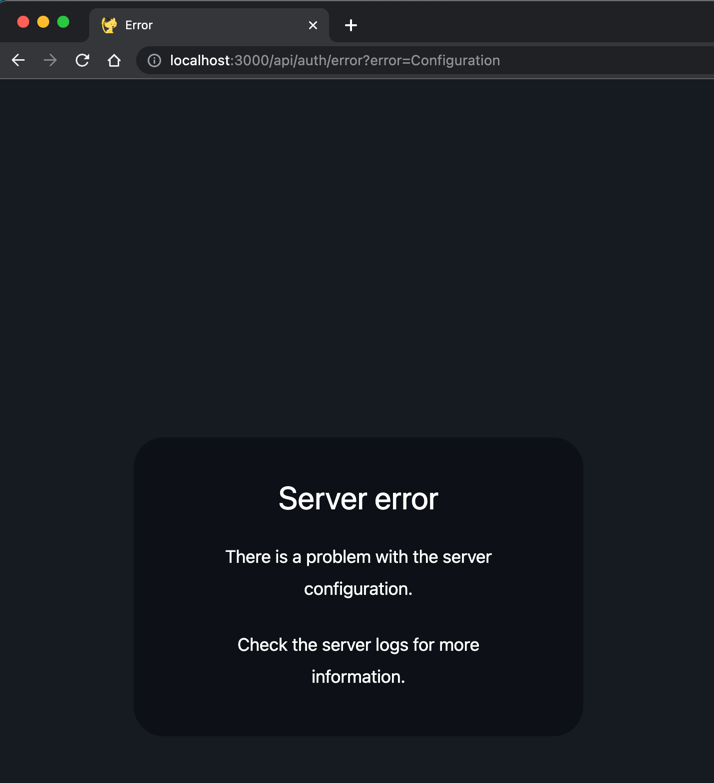 Error
localhost:3000/api/auth/error?error=Configuration
Server error
There is a problem with the server
configuration.
Check the server logs for more
information.